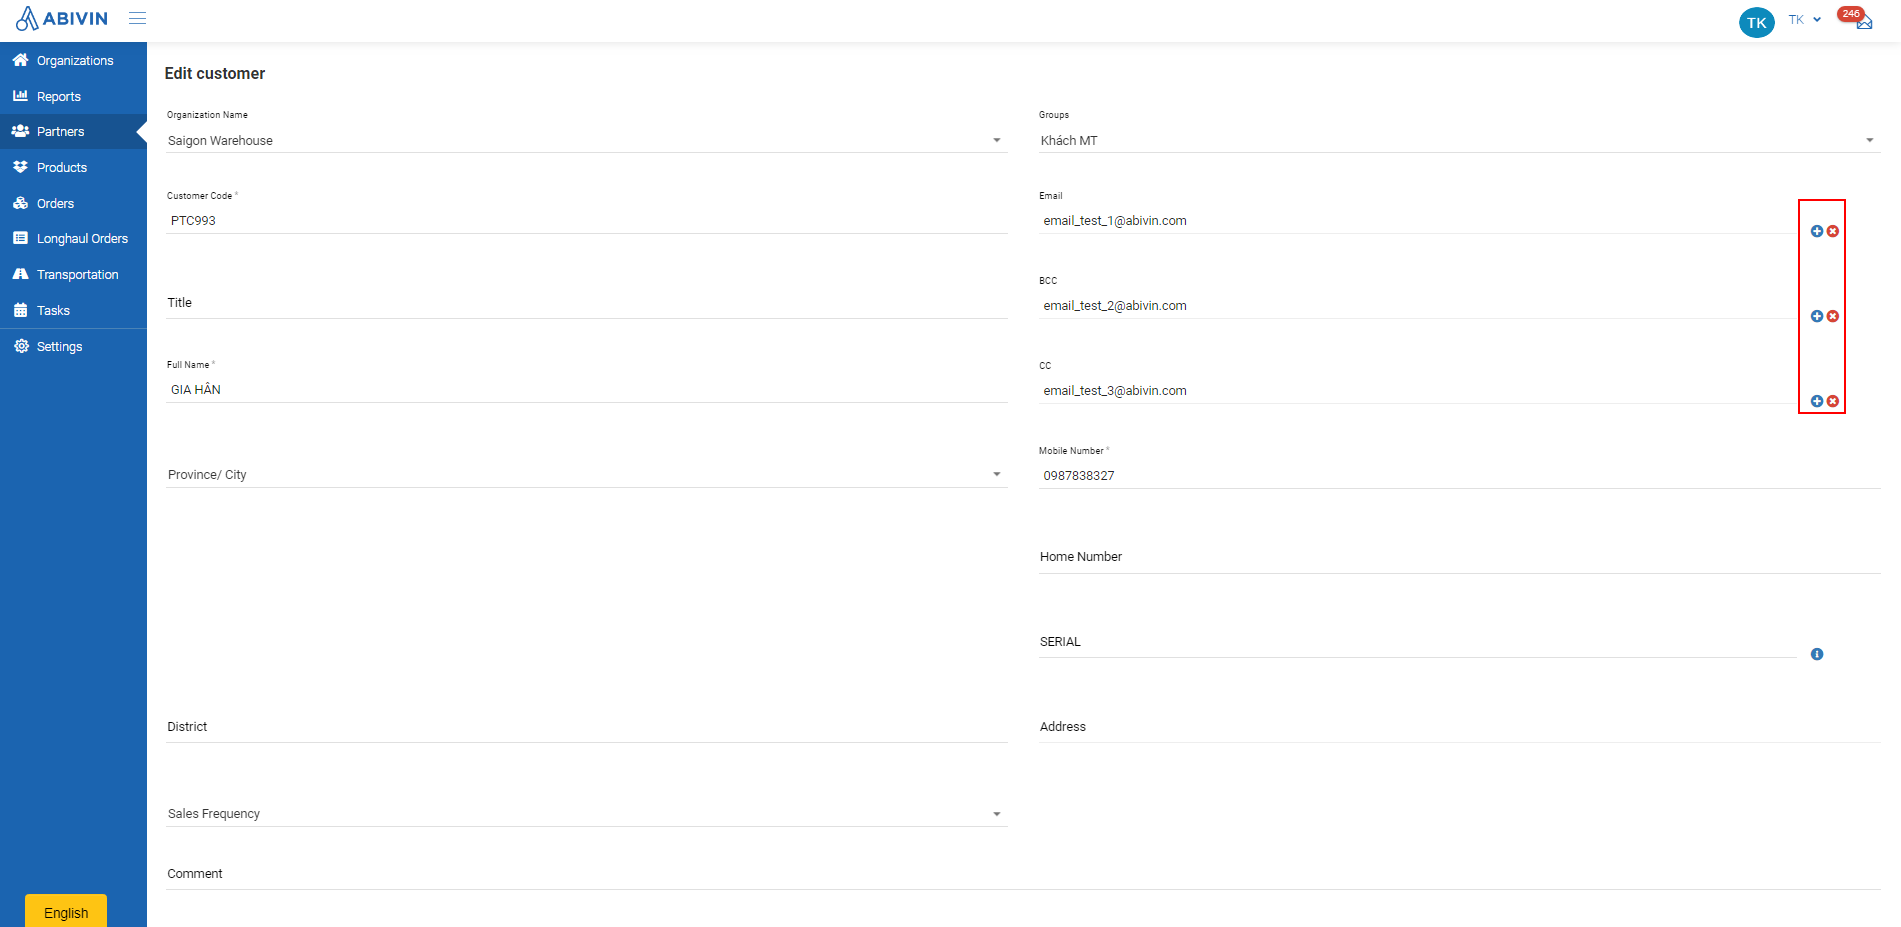 ABIVIN
TK
TK
246
Organizations
Reports
Partners
Products
Orders
Longhaul Orders
Transportation
Tasks
Settings
English
Edit customer
Organization Name
Saigon Warehouse
Groups
Khách MT
Customer Code *
PTC993
Email
email_test_1@abivin.com
Title
BCC
email_test_2@abivin.com
Full Name *
GIA HÂN
CC
email_test_3@abivin.com
Province/ City
Mobile Number *
0987838327
Home Number
SERIAL
District
Address
Sales Frequency
Comment